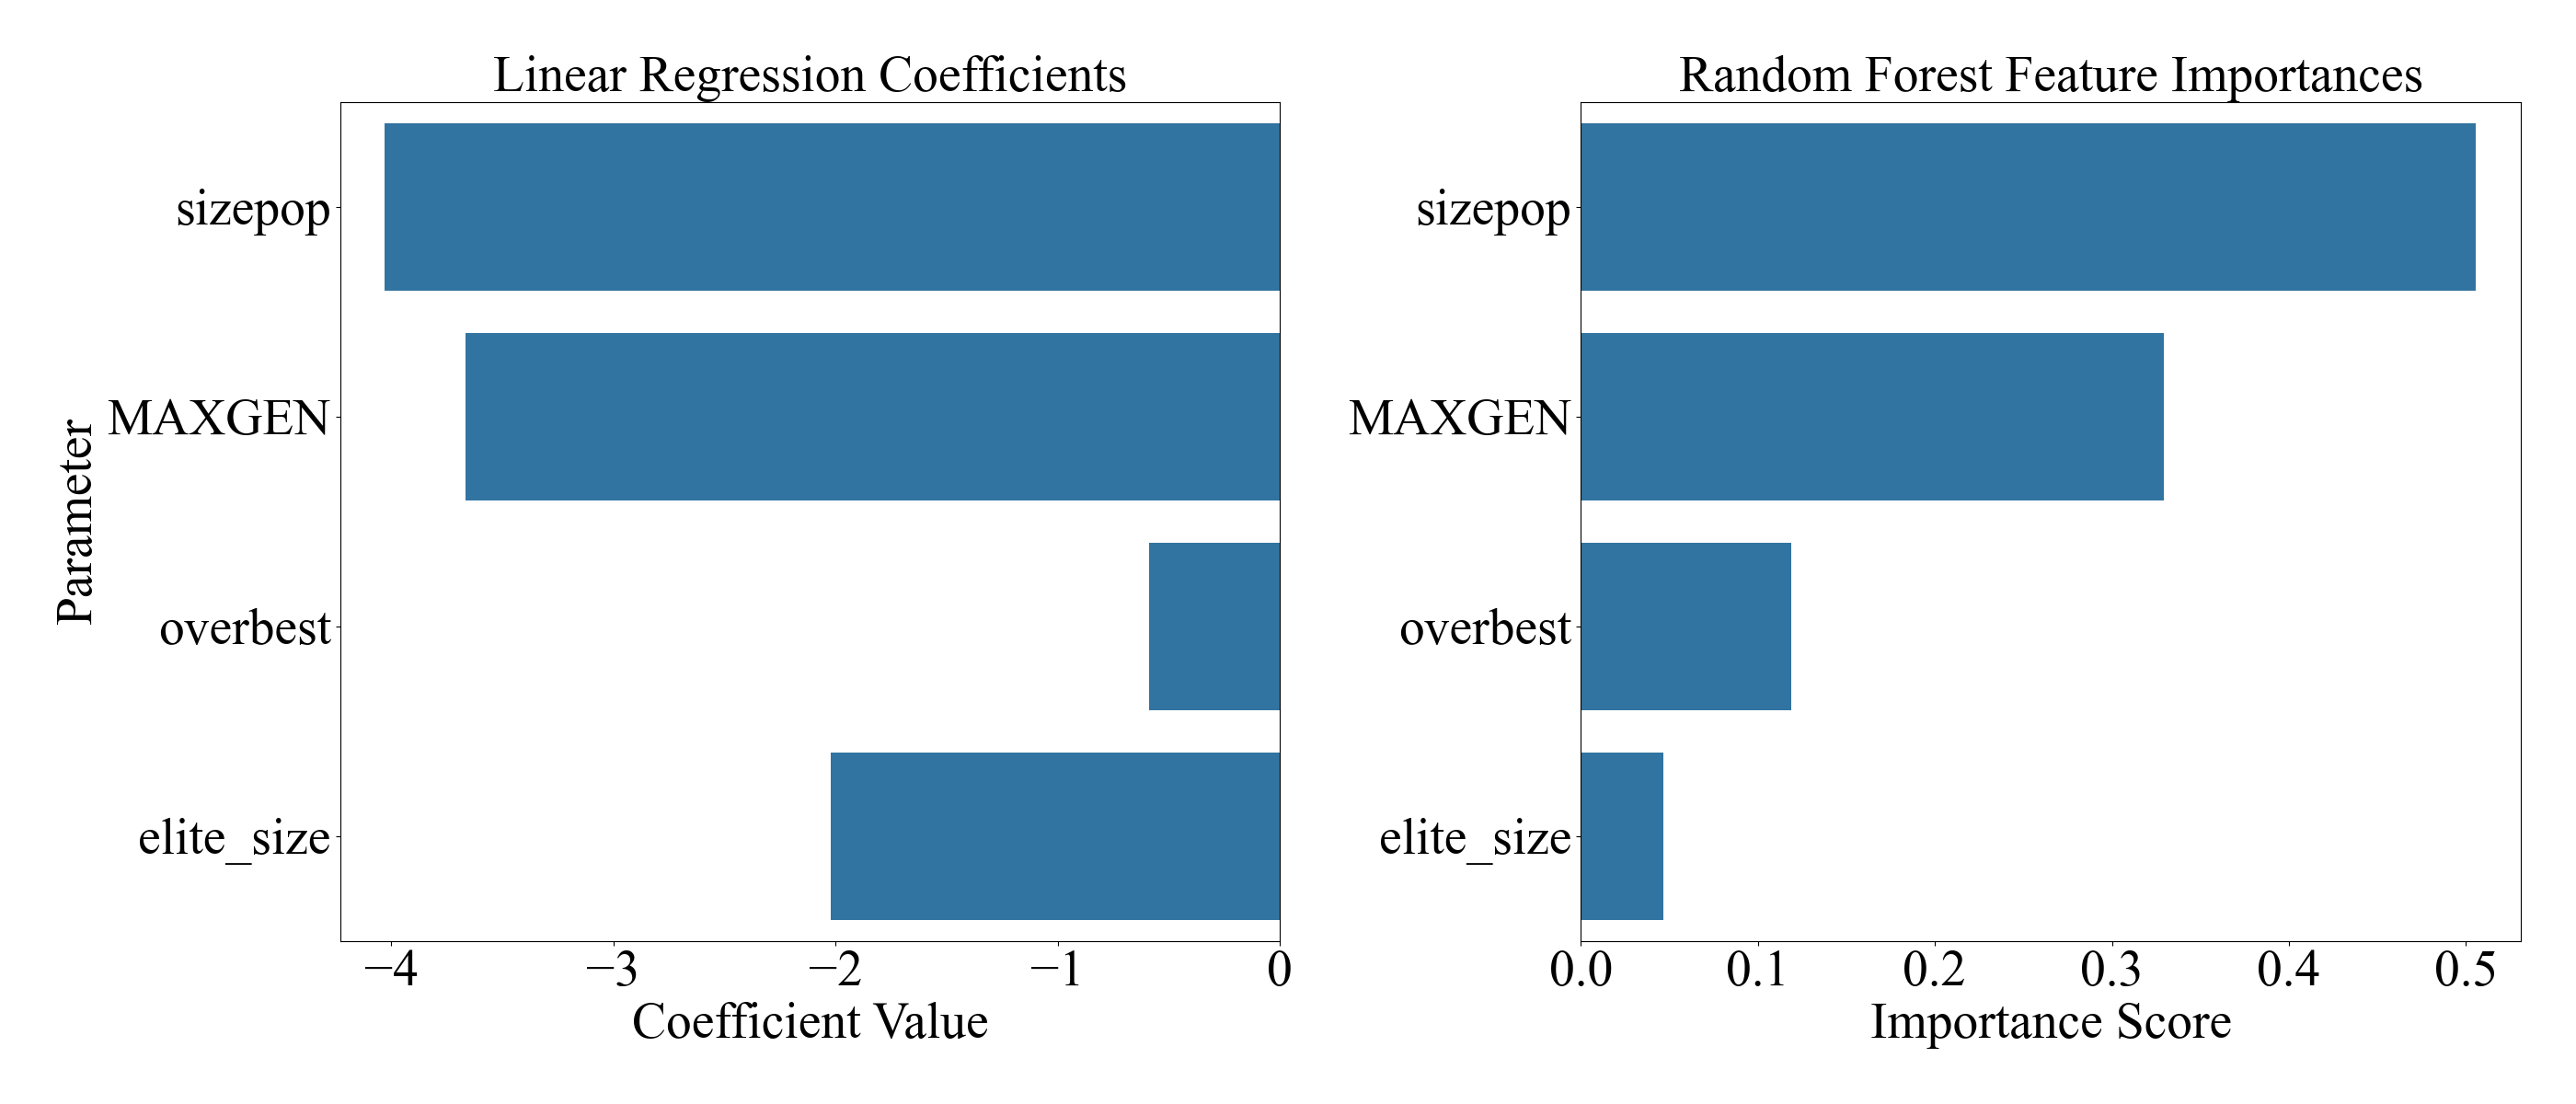 Linear Regression Coefficients
Parameter
sizepop
MAXGEN
overbest
elite_size
−4 −3 −2 −1 0
Coefficient Value
Random Forest Feature Importances
sizepop
MAXGEN
overbest
elite_size
0.0 0.1 0.2 0.3 0.4 0.5
Importance Score